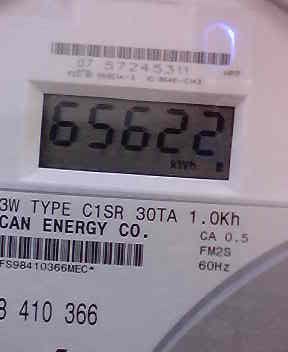 07 57245311
65622
kWh
3W TYPE C1SR 30TA 1.0Kh
CAN ENERGY CO.
CA 0.5
FM2S
60Hz
FS98410366MEC*
8 410 366